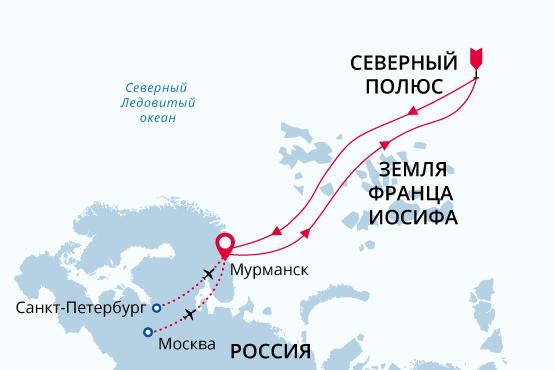 СЕВЕРНЫЙ
ПОЛЮС
Северный
Ледовитый
океан
ЗЕМЛЯ
ФРАНЦА
ИОСИФА
Мурманск
Санкт-Петербург
Москва
РОССИЯ